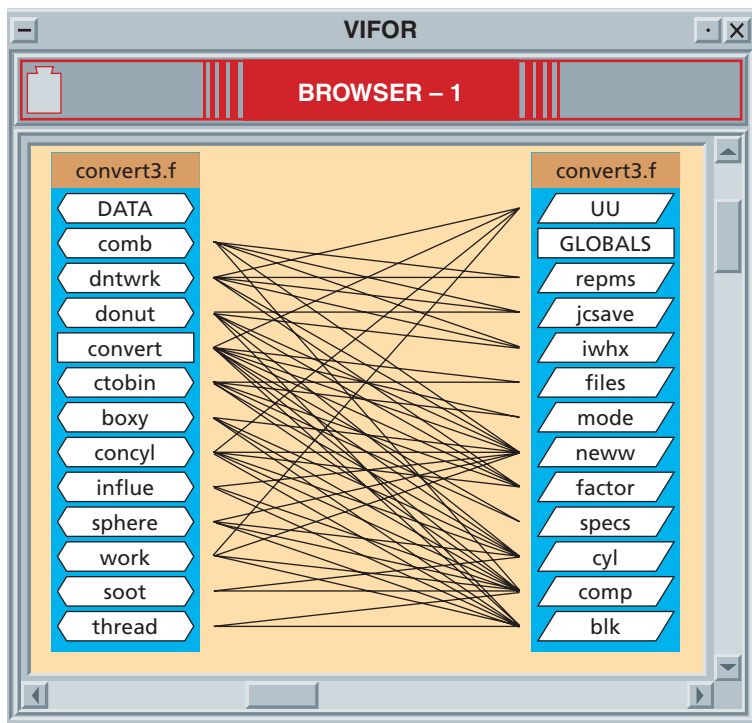 VIFOR
BROWSER – 1
convert3.f
DATA
comb
dntwrk
donut
convert
ctobin
boxy
concyl
influe
sphere
work
soot
thread
convert3.f
UU
GLOBALS
repms
jcsave
iwhx
files
mode
neww
factor
specs
cyl
comp
blk